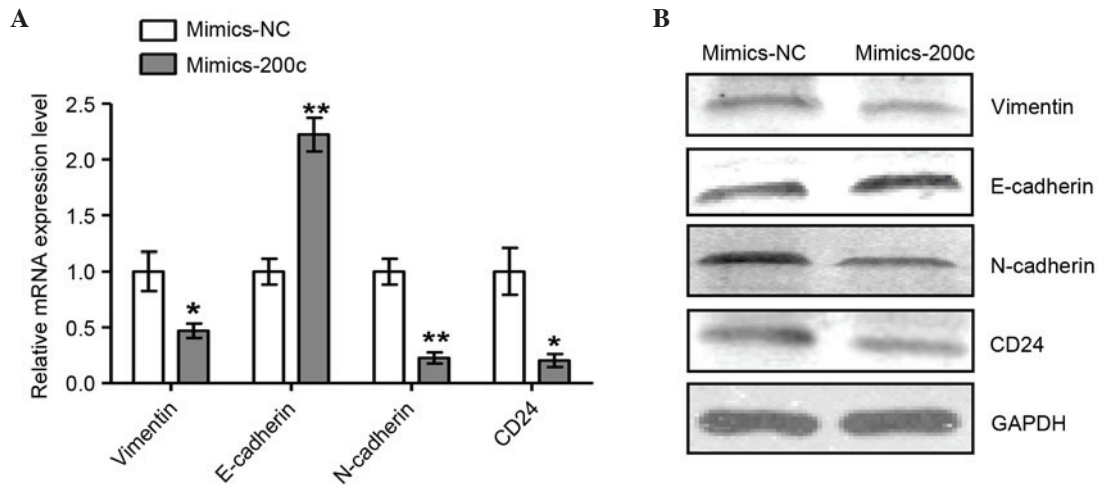 A
Mimics-NC
Mimics-200c
Relative mRNA expression level
2.5
2.0
1.5
1.0
0.5
0.0
*
**
**
*
Vimentin
E-cadherin
N-cadherin
CD24
B
Mimics-NC Mimics-200c
Vimentin
E-cadherin
N-cadherin
CD24
GAPDH